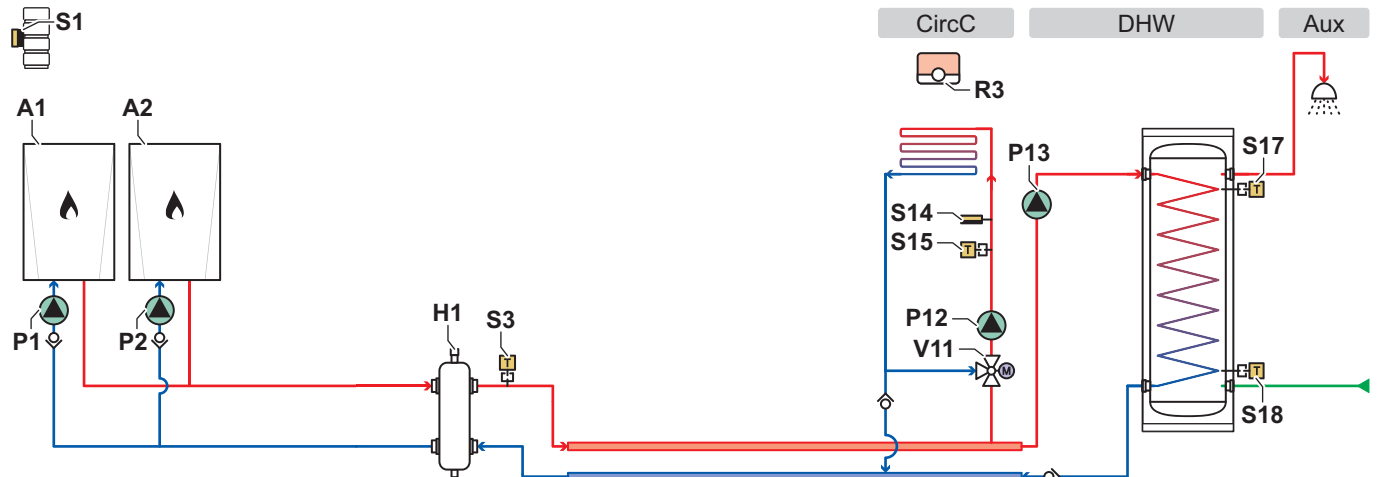 S1
CircC
DHW
Aux
R3
A1
A2
P13
S17
T
S14
S15
T
P1
P2
H1
S3
T
P12
V11
M
T
S18